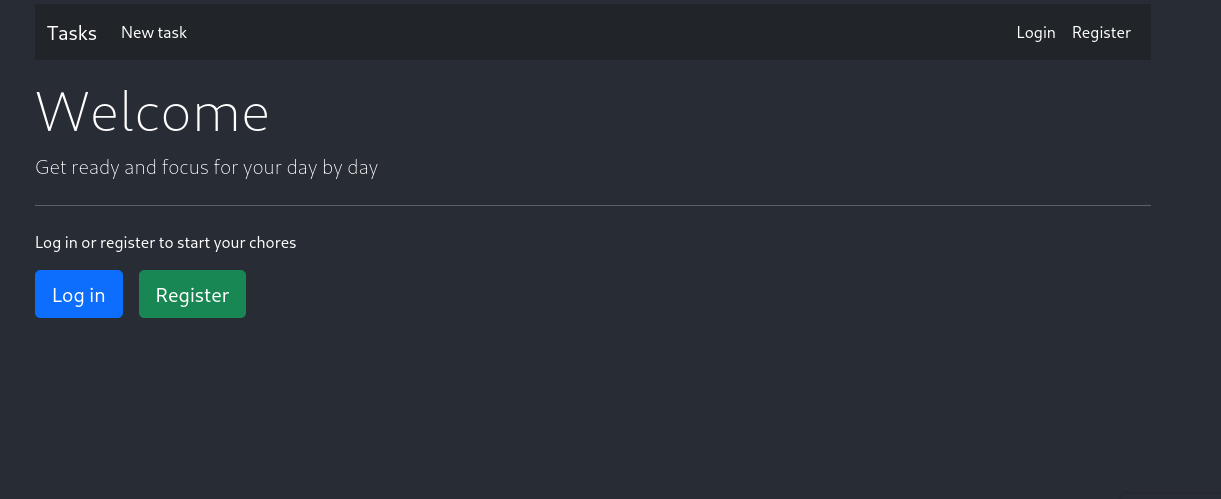 Tasks New task Login Register
Welcome
Get ready and focus for your day by day
Log in or register to start your chores
Log in Register